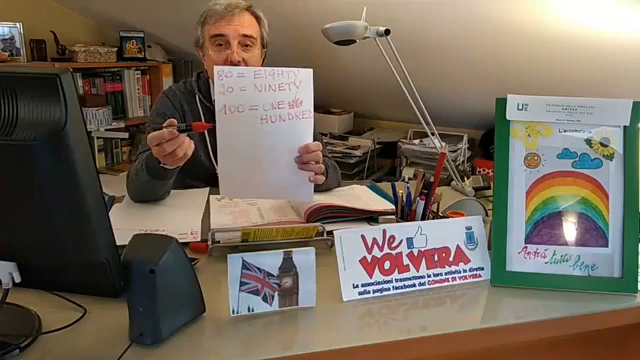 80 = EIGHTY
90 = NINETY
100 = ONE
HUNDRED
We
VOLVERA
Le associazioni trasmettono le loro attività in diretta
sulla pagina facebook del COMUNE DI VOLVERA
L'arcobaleno
Andrà tutto
bene